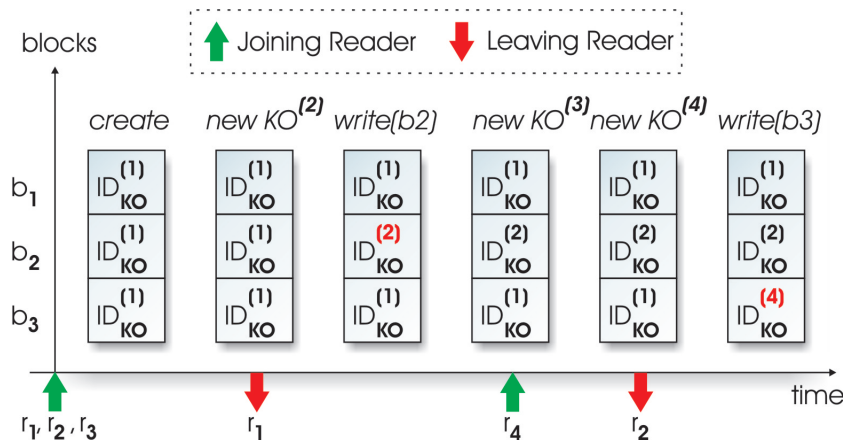 Joining Reader Leaving Reader
blocks
create new KO(2) write(b2) new KO(3) new KO(4) write(b3)
b1 ID(1)KO ID(1)KO ID(1)KO ID(1)KO ID(1)KO ID(1)KO
b2 ID(1)KO ID(1)KO ID(2)KO ID(2)KO ID(2)KO ID(2)KO
b3 ID(1)KO ID(1)KO ID(1)KO ID(1)KO ID(1)KO ID(4)KO
time
r1, r2 , r3 r1 r4 r2